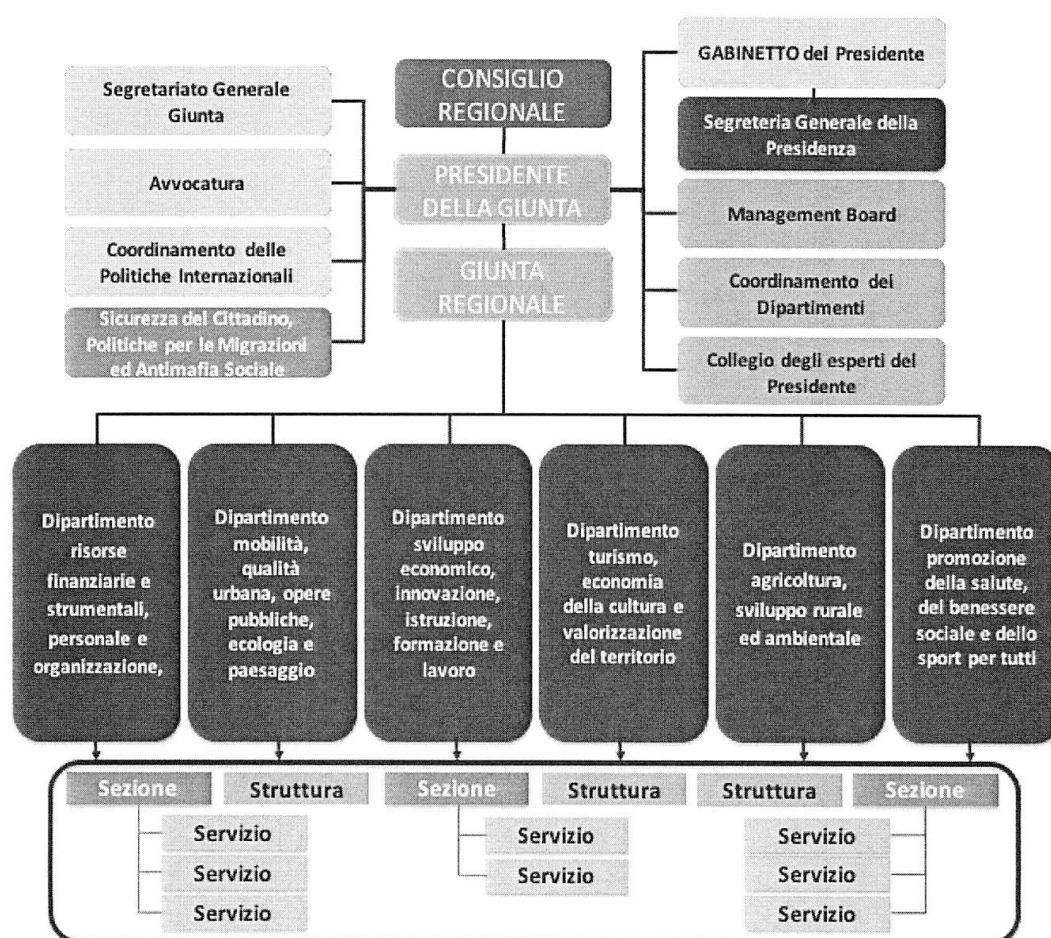 Segretariato Generale
Giunta
Avvocatura
Coordinamento delle
Politiche Internazionali
Sicurezza del Cittadino,
Politiche per le Migrazioni
ed Antimafia Sociale
CONSIGLIO
REGIONALE
PRESIDENTE
DELLA GIUNTA
GIUNTA
REGIONALE
GABINETTO del Presidente
Segreteria Generale della
Presidenza
Management Board
Coordinamento dei
Dipartimenti
Collegio degli esperti del
Presidente
Dipartimento
risorse
finanziarie e
strumentali,
personale e
organizzazione,
Dipartimento
mobilità,
qualità
urbana, opere
pubbliche,
ecologia e
paesaggio
Dipartimento
sviluppo
economico,
innovazione,
istruzione,
formazione e
lavoro
Dipartimento
turismo,
economia
della cultura e
valorizzazione
del territorio
Dipartimento
agricoltura,
sviluppo rurale
ed ambientale
Dipartimento
promozione
della salute,
del benessere
sociale e dello
sport per tutti
Sezione
Struttura
Sezione
Struttura
Struttura
Sezione
Servizio
Servizio
Servizio
Servizio
Servizio
Servizio
Servizio
Servizio